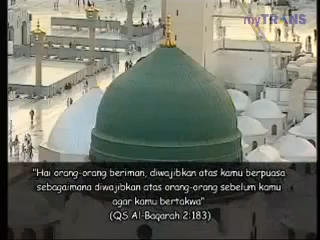 myTRANS
"Hai orang-orang beriman, diwajibkan atas kamu berpuasa
sebagaimana diwajibkan atas orang-orang sebelum kamu
agar kamu bertakwa"
(QS Al-Baqarah 2:183)